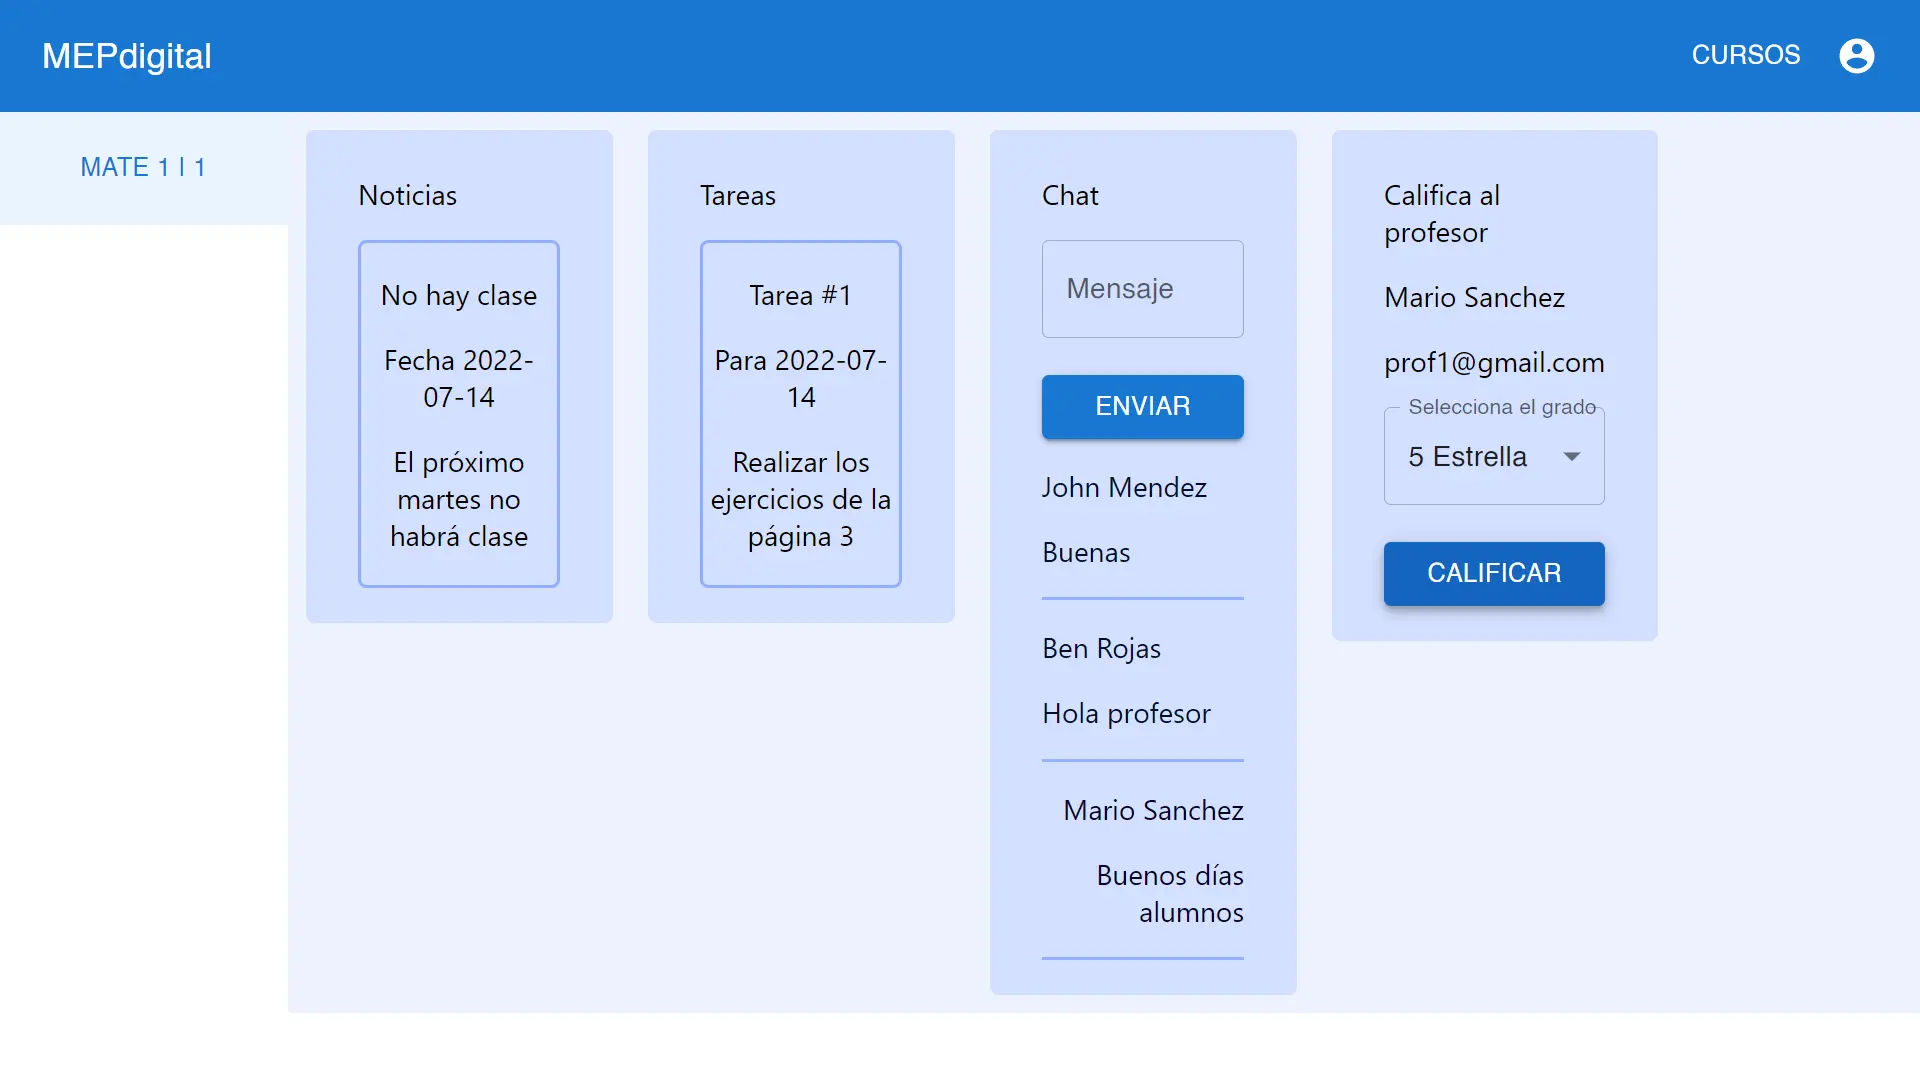 MEPdigital
CURSOS
MATE 1 | 1
Noticias
No hay clase
Fecha 2022-
07-14
El próximo
martes no
habrá clase
Tareas
Tarea #1
Para 2022-07-
14
Realizar los
ejercicios de la
página 3
Chat
Mensaje
ENVIAR
John Mendez
Buenas
Ben Rojas
Hola profesor
Mario Sanchez
Buenos días
alumnos
Califica al
profesor
Mario Sanchez
prof1@gmail.com
Selecciona el grado
5 Estrella
CALIFICAR